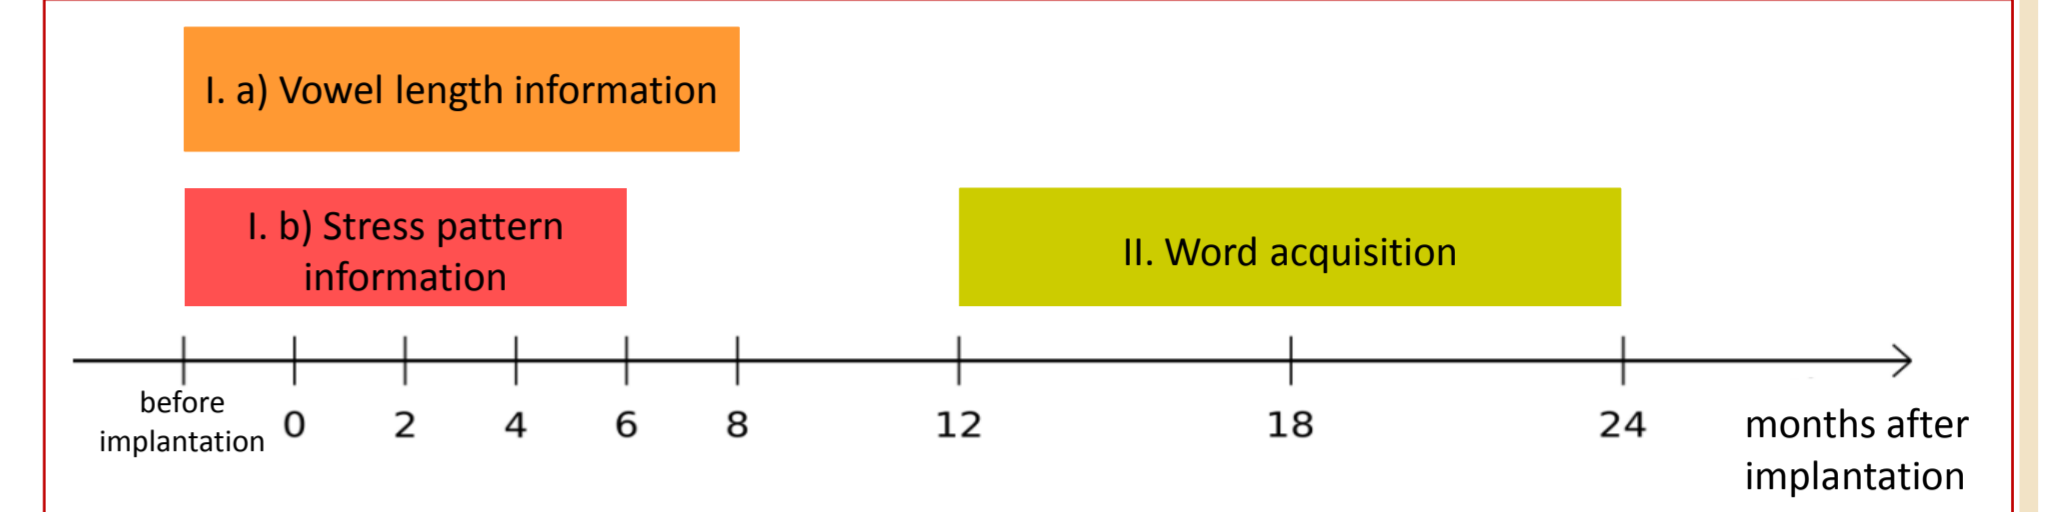 I. a) Vowel length information
I. b) Stress pattern
information
II. Word acquisition
before
implantation
0 2 4 6 8 12 18 24
months after
implantation